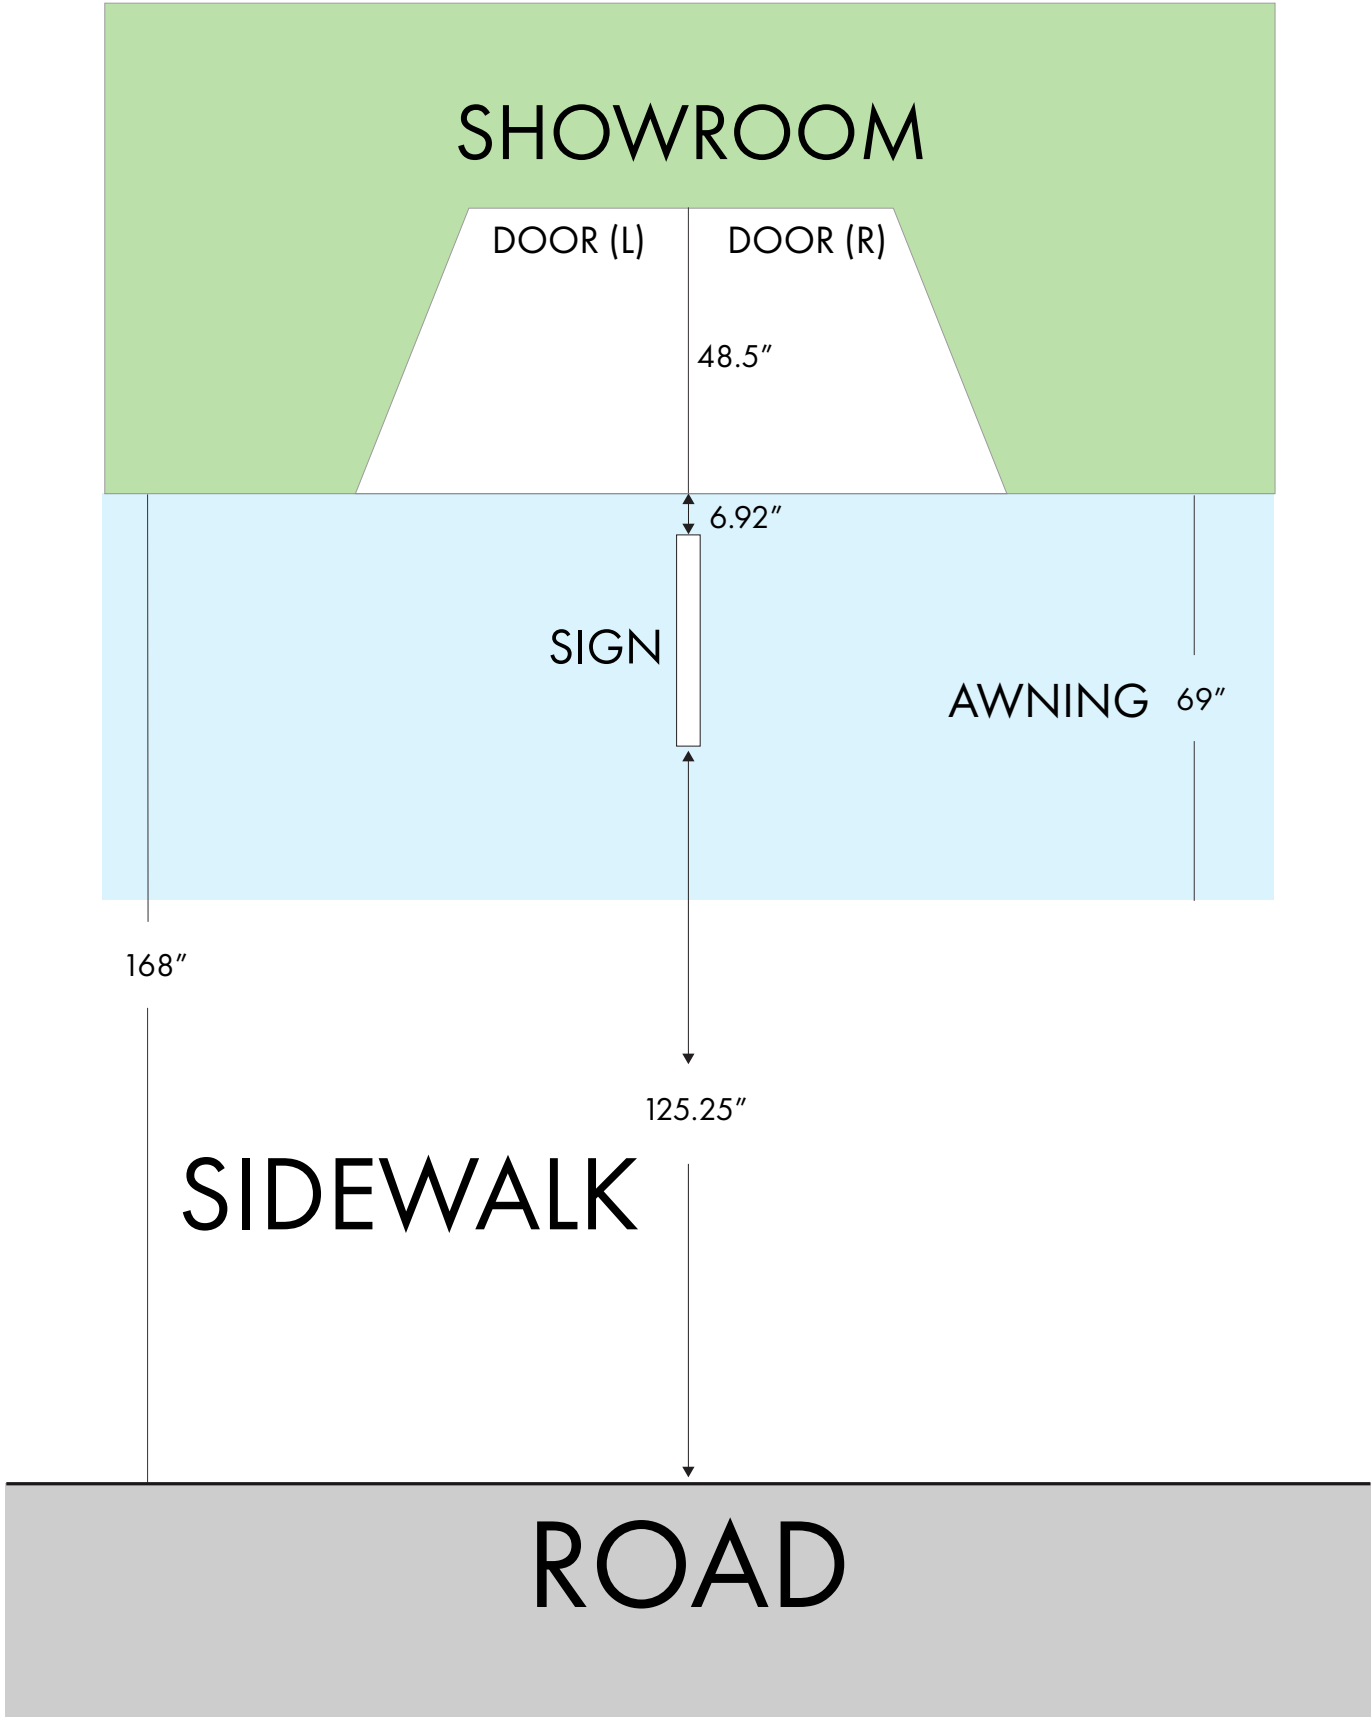 SHOWROOM
DOOR (L) DOOR (R)
48.5″
6.92″
SIGN
AWNING 69″
168″
125.25″
SIDEWALK
ROAD